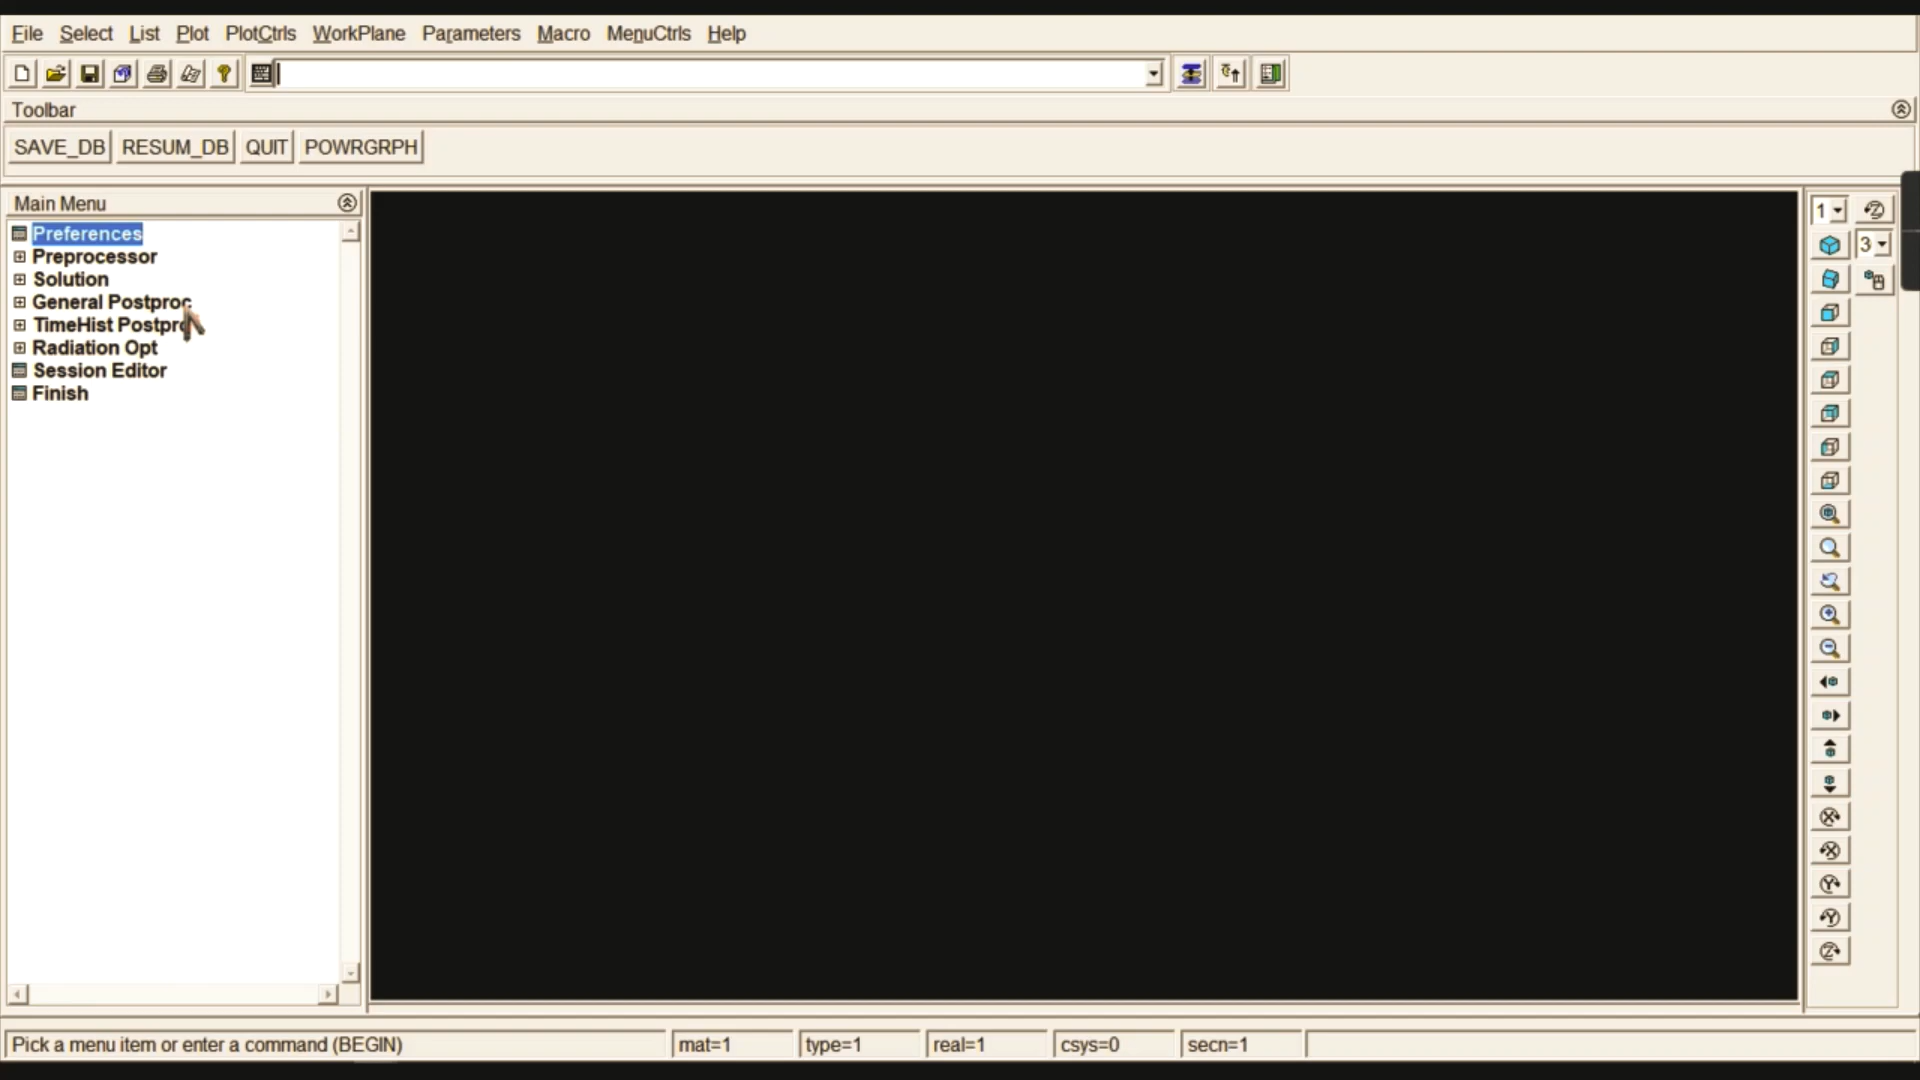 File Select List Plot PlotCtrls WorkPlane Parameters Macro MenuCtrls Help
Toolbar
SAVE_DB RESUM_DB QUIT POWRGRPH
Main Menu
Preferences
Preprocessor
Solution
General Postproc
TimeHist Postpro
Radiation Opt
Session Editor
Finish
1
3
Pick a menu item or enter a command (BEGIN) mat=1 type=1 real=1 csys=0 secn=1